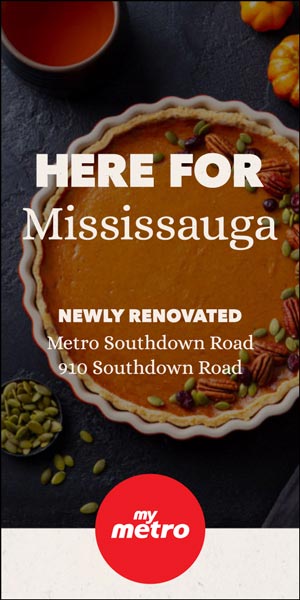 HERE FOR
Mississauga
NEWLY RENOVATED
Metro Southdown Road
910 Southdown Road
my
metro